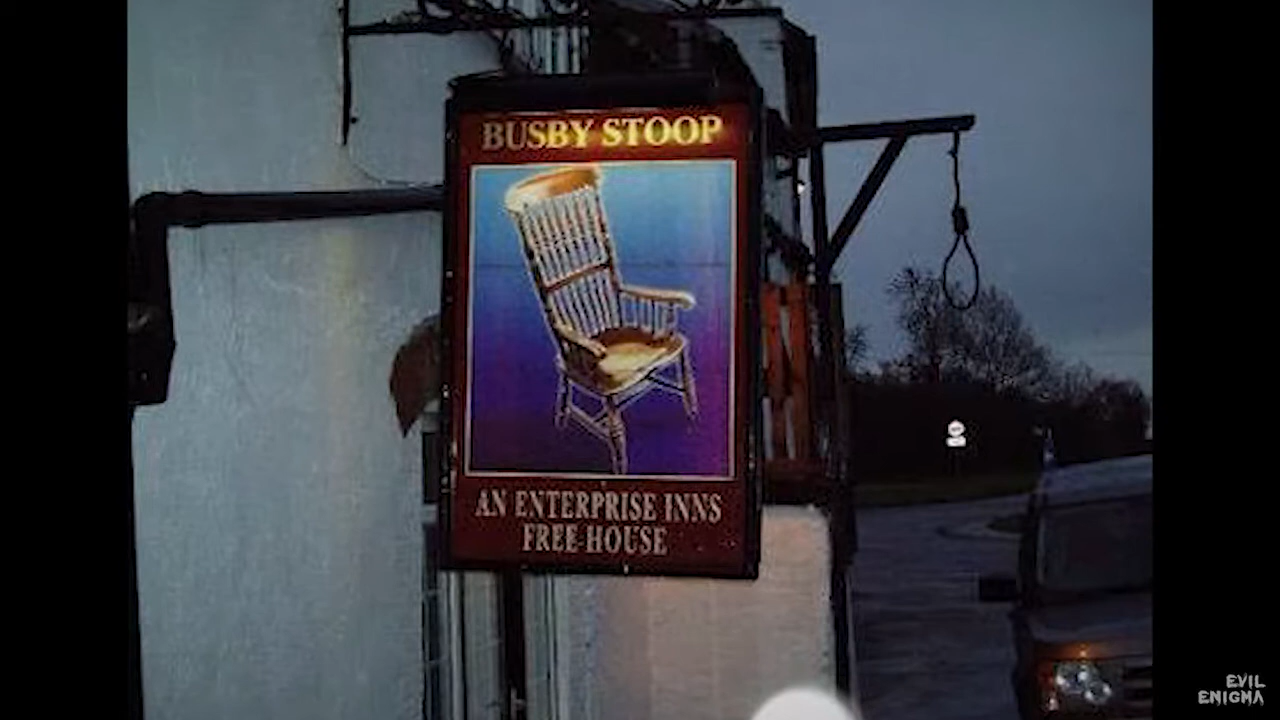 BUSBY STOOP
AN ENTERPRISE INNS
FREE-HOUSE
EVIL
ENIGMA